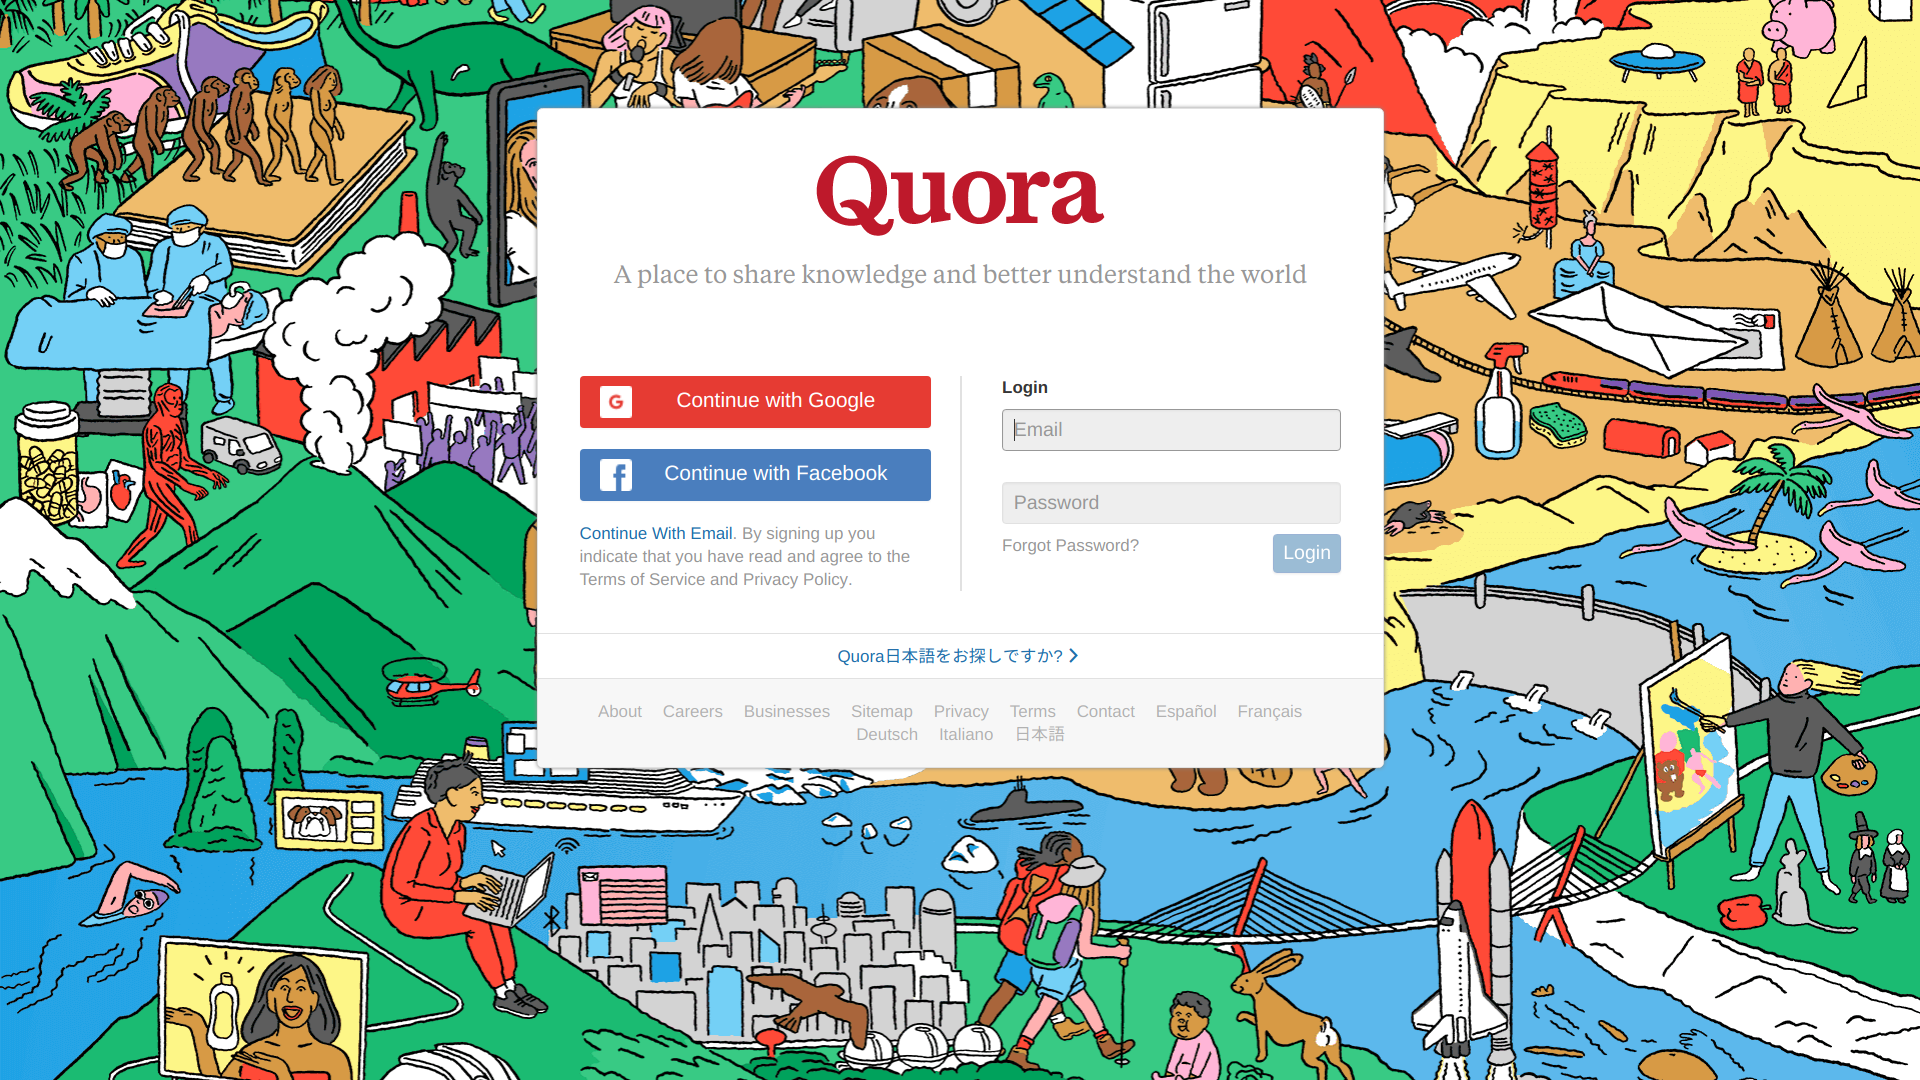 Quora
A place to share knowledge and better understand the world
Continue with Google
Continue with Facebook
Continue With Email. By signing up you
indicate that you have read and agree to the
Terms of Service and Privacy Policy.
Login
Email
Password
Forgot Password?
Login
Quora日本語をお探しですか?
About Careers Businesses Sitemap Privacy Terms Contact Español Français
Deutsch Italiano 日本語